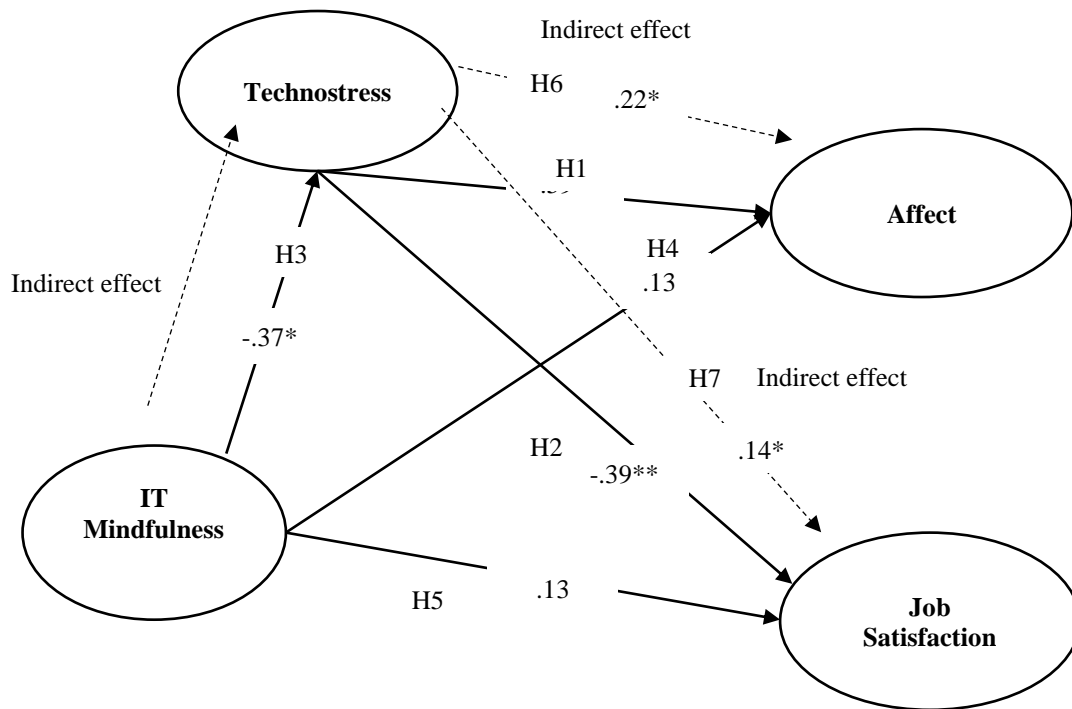 Indirect effect
H6
Technostress
.22*
H1
Affect
H4
H3
.13
Indirect effect
-.37*
H7 Indirect effect
H2
.14*
-.39**
IT
Mindfulness
.13
H5
Job
Satisfaction